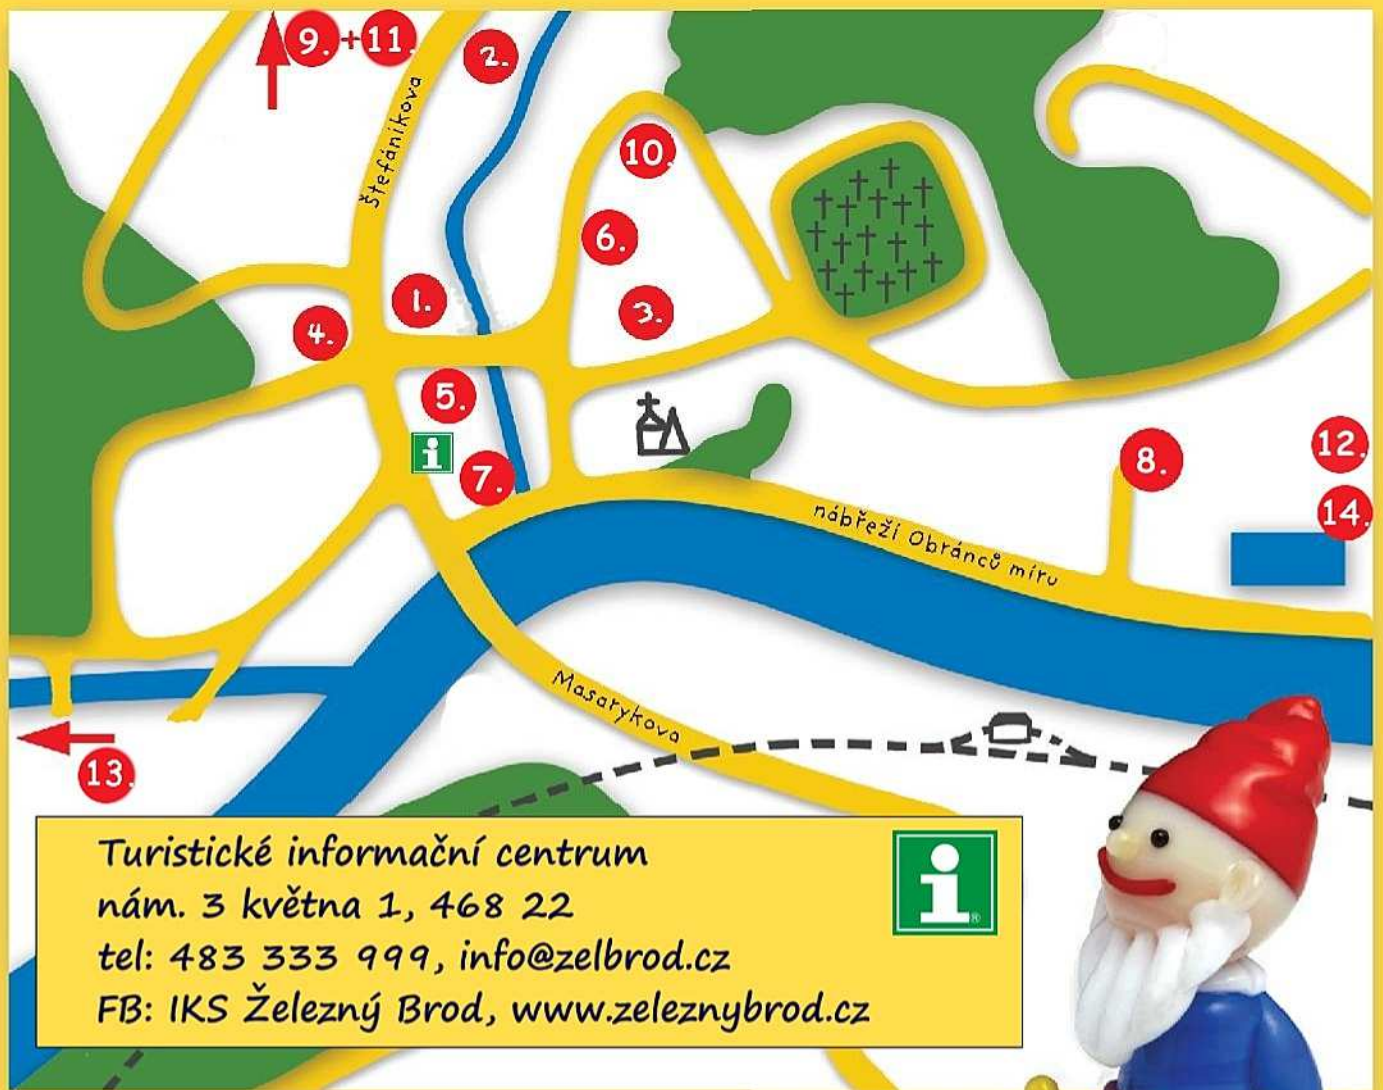 9.+11.
2.
Štefánikova
10.
6.
1.
3.
4.
5.
i
7.
8.
12.
14.
nábřeží Obránců míru
Masarykova
13.
Turistické informační centrum
nám. 3 května 1, 468 22
tel: 483 333 999, info@zelbrod.cz
FB: IKS Železný Brod, www.zeleznybrod.cz
i®